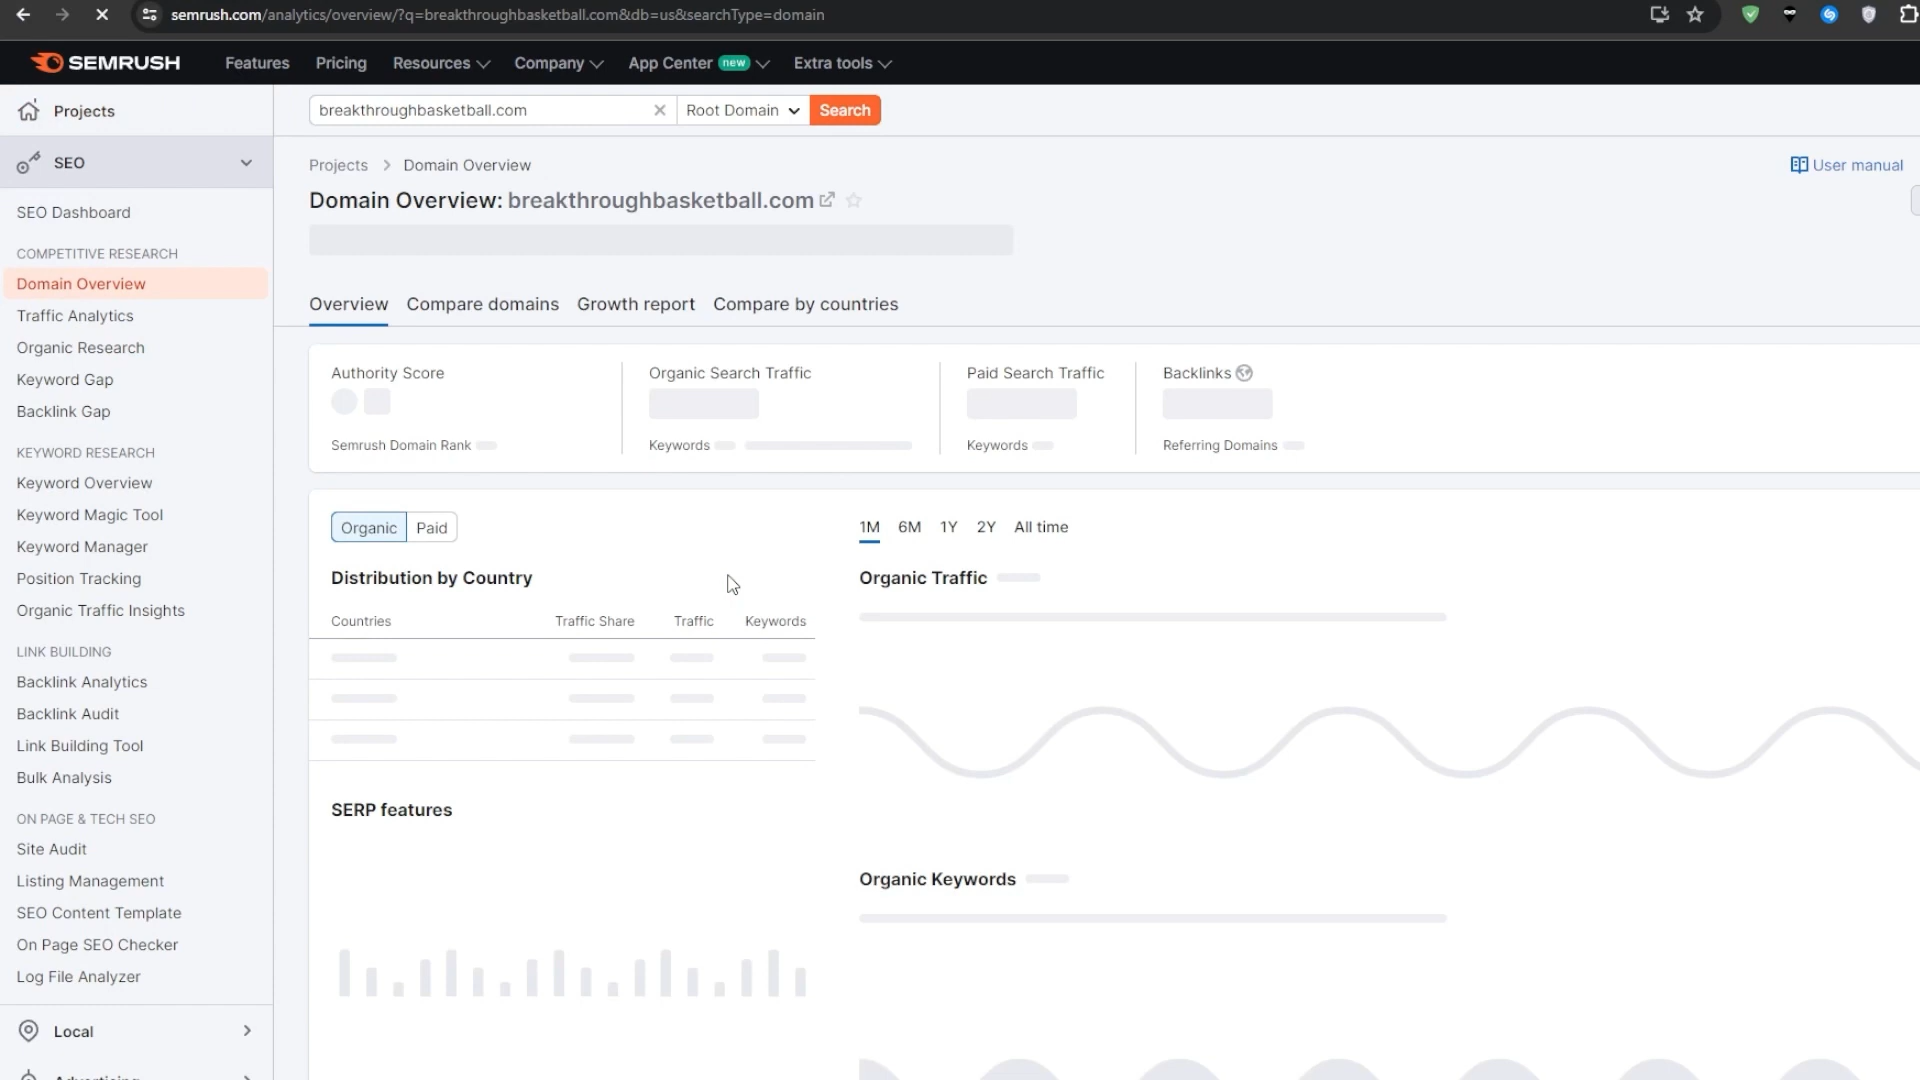 semrush.com/analytics/overview/?q=breakthroughbasketball.com&db=us&searchType=domain
SEMRUSH
Features
Pricing
Resources
Company
App Center new
Extra tools
Projects
SEO
SEO Dashboard
COMPETITIVE RESEARCH
Domain Overview
Traffic Analytics
Organic Research
Keyword Gap
Backlink Gap
KEYWORD RESEARCH
Keyword Overview
Keyword Magic Tool
Keyword Manager
Position Tracking
Organic Traffic Insights
LINK BUILDING
Backlink Analytics
Backlink Audit
Link Building Tool
Bulk Analysis
ON PAGE & TECH SEO
Site Audit
Listing Management
SEO Content Template
On Page SEO Checker
Log File Analyzer
Local
Advertising
breakthroughbasketball.com
Root Domain
Search
Projects > Domain Overview
User manual
Domain Overview: breakthroughbasketball.com
Overview
Compare domains
Growth report
Compare by countries
Authority Score
Semrush Domain Rank
Organic Search Traffic
Keywords
Paid Search Traffic
Keywords
Backlinks
Referring Domains
Organic
Paid
Distribution by Country
Countries
Traffic Share
Traffic
Keywords
SERP features
1M
6M
1Y
2Y
All time
Organic Traffic
Organic Keywords